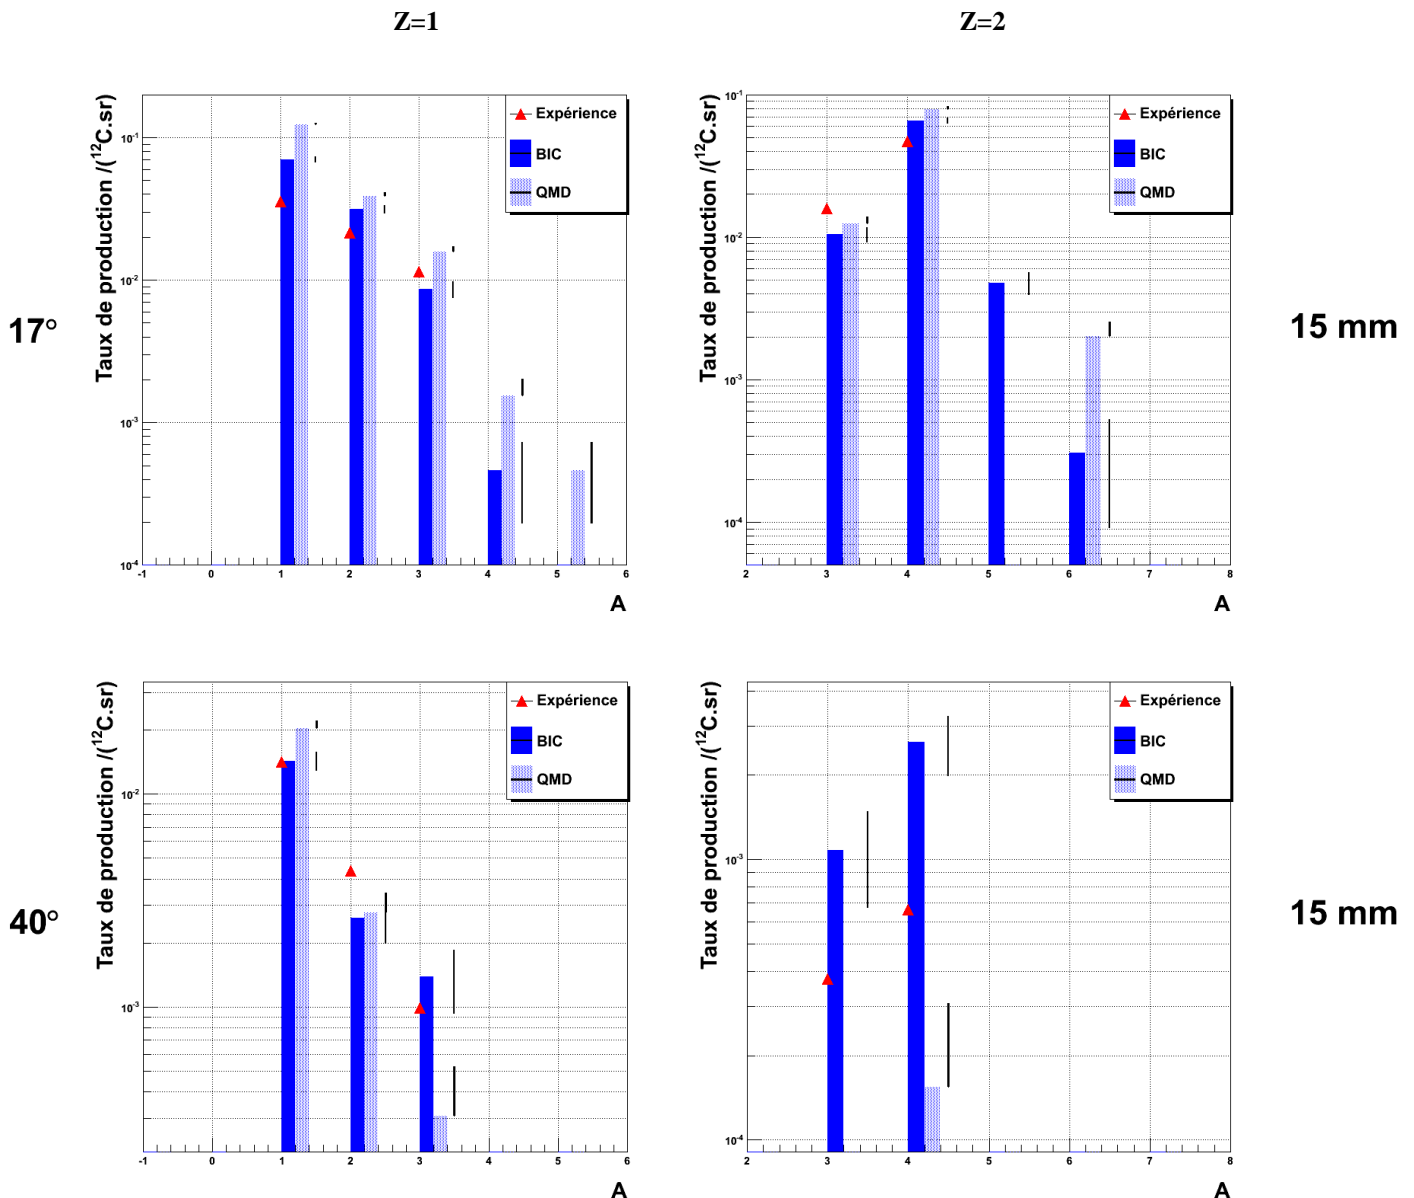 Z=1
Z=2
17°
Taux de production /(¹²C.sr)
10⁻¹
10⁻²
10⁻³
10⁻⁴
-1 0 1 2 3 4 5 6
A
Expérience
BIC
QMD
Taux de production /(¹²C.sr)
10⁻¹
10⁻²
10⁻³
10⁻⁴
2 3 4 5 6 7 8
A
Expérience
BIC
QMD
15 mm
40°
Taux de production /(¹²C.sr)
10⁻²
10⁻³
-1 0 1 2 3 4 5 6
A
Expérience
BIC
QMD
Taux de production /(¹²C.sr)
10⁻³
10⁻⁴
2 3 4 5 6 7 8
A
Expérience
BIC
QMD
15 mm